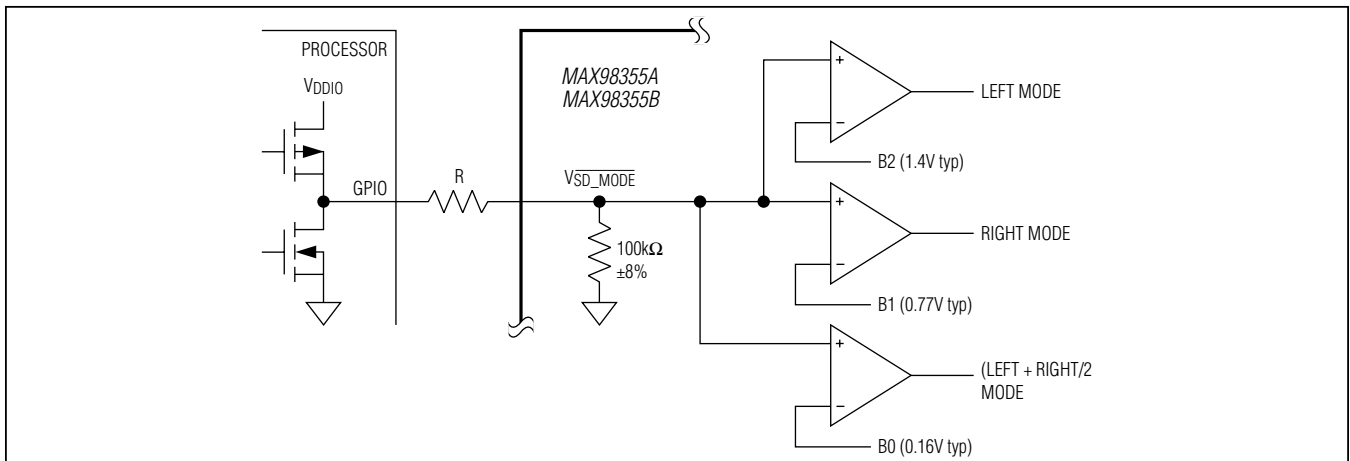 PROCESSOR
VDDIO
GPIO
R
MAX98355A
MAX98355B
VSD_MODE
100kΩ
±8%
+
−
LEFT MODE
B2 (1.4V typ)
+
−
RIGHT MODE
B1 (0.77V typ)
+
−
(LEFT + RIGHT/2
MODE
B0 (0.16V typ)